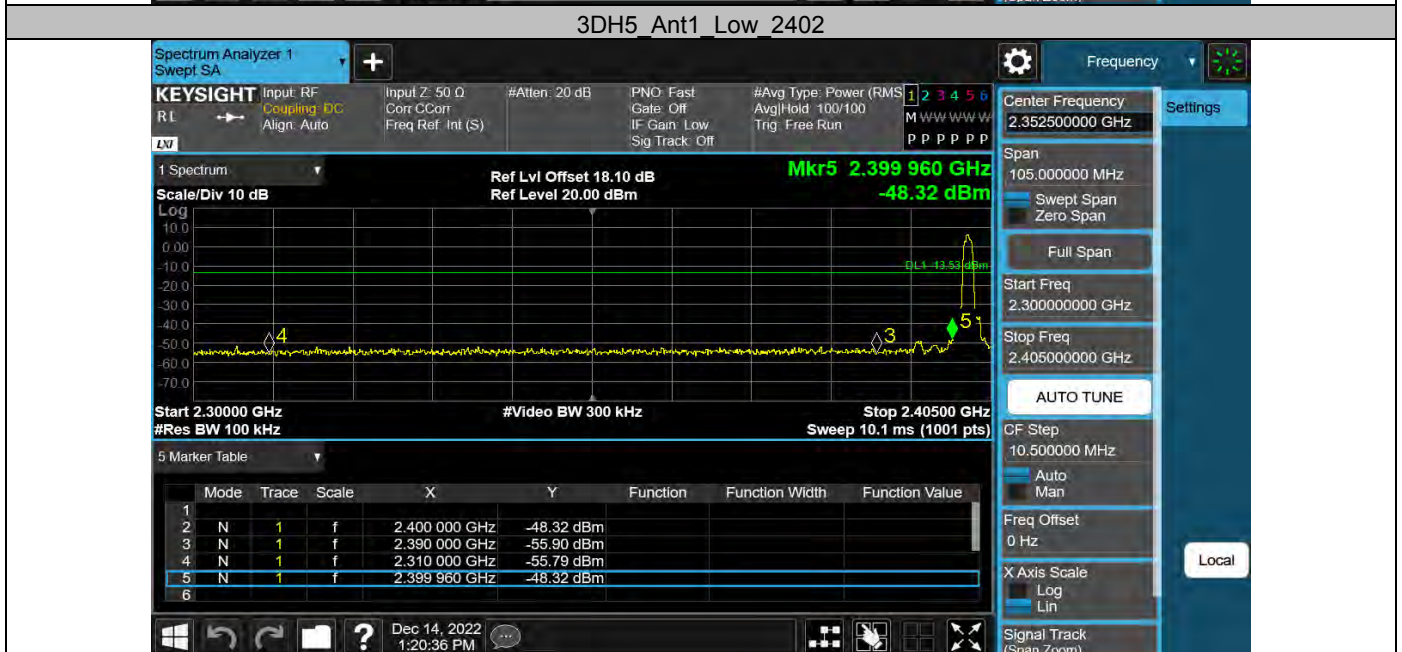 (Span Zoom)
3DH5_Ant1_Low_2402
Spectrum Analyzer 1
Swept SA
Frequency
KEYSIGHT
RL
LXI
Input: RF
Coupling: DC
Align: Auto
Input Z: 50 Ω
Corr CCorr
Freq Ref: Int (S)
#Atten: 20 dB
PNO: Fast
Gate: Off
IF Gain: Low
Sig Track: Off
#Avg Type: Power (RMS
Avg|Hold: 100/100
Trig: Free Run
1 2 3 4 5 6
M W W W W W
P P P P P P
Center Frequency
2.352500000 GHz
Settings
Span
105.000000 MHz
Swept Span
Zero Span
Full Span
Start Freq
2.300000000 GHz
Stop Freq
2.405000000 GHz
AUTO TUNE
CF Step
10.500000 MHz
Auto
Man
Freq Offset
0 Hz
X Axis Scale
Log
Lin
Signal Track
(Span Zoom)
Local
1 Spectrum
Scale/Div 10 dB
Ref Lvl Offset 18.10 dB
Ref Level 20.00 dBm
Mkr5 2.399 960 GHz
-48.32 dBm
Log
10.0
0.00
-10.0
-20.0
-30.0
-40.0
-50.0
-60.0
-70.0
DL1 -13.53 dBm
4
3
5
Start 2.30000 GHz
#Res BW 100 kHz
#Video BW 300 kHz
Stop 2.40500 GHz
Sweep 10.1 ms (1001 pts)
5 Marker Table
Mode Trace Scale X Y Function Function Width Function Value
1
2 N 1 f 2.400 000 GHz -48.32 dBm
3 N 1 f 2.390 000 GHz -55.90 dBm
4 N 1 f 2.310 000 GHz -55.79 dBm
5 N 1 f 2.399 960 GHz -48.32 dBm
6
?
Dec 14, 2022
1:20:36 PM